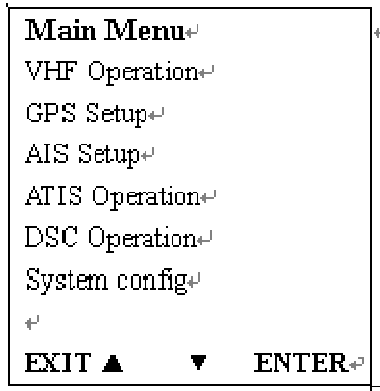 Main Menu↵
VHF Operation↵
GPS Setup↵
AIS Setup↵
ATIS Operation↵
DSC Operation↵
System config↵
↵
EXIT ▲ ▼ ENTER↵